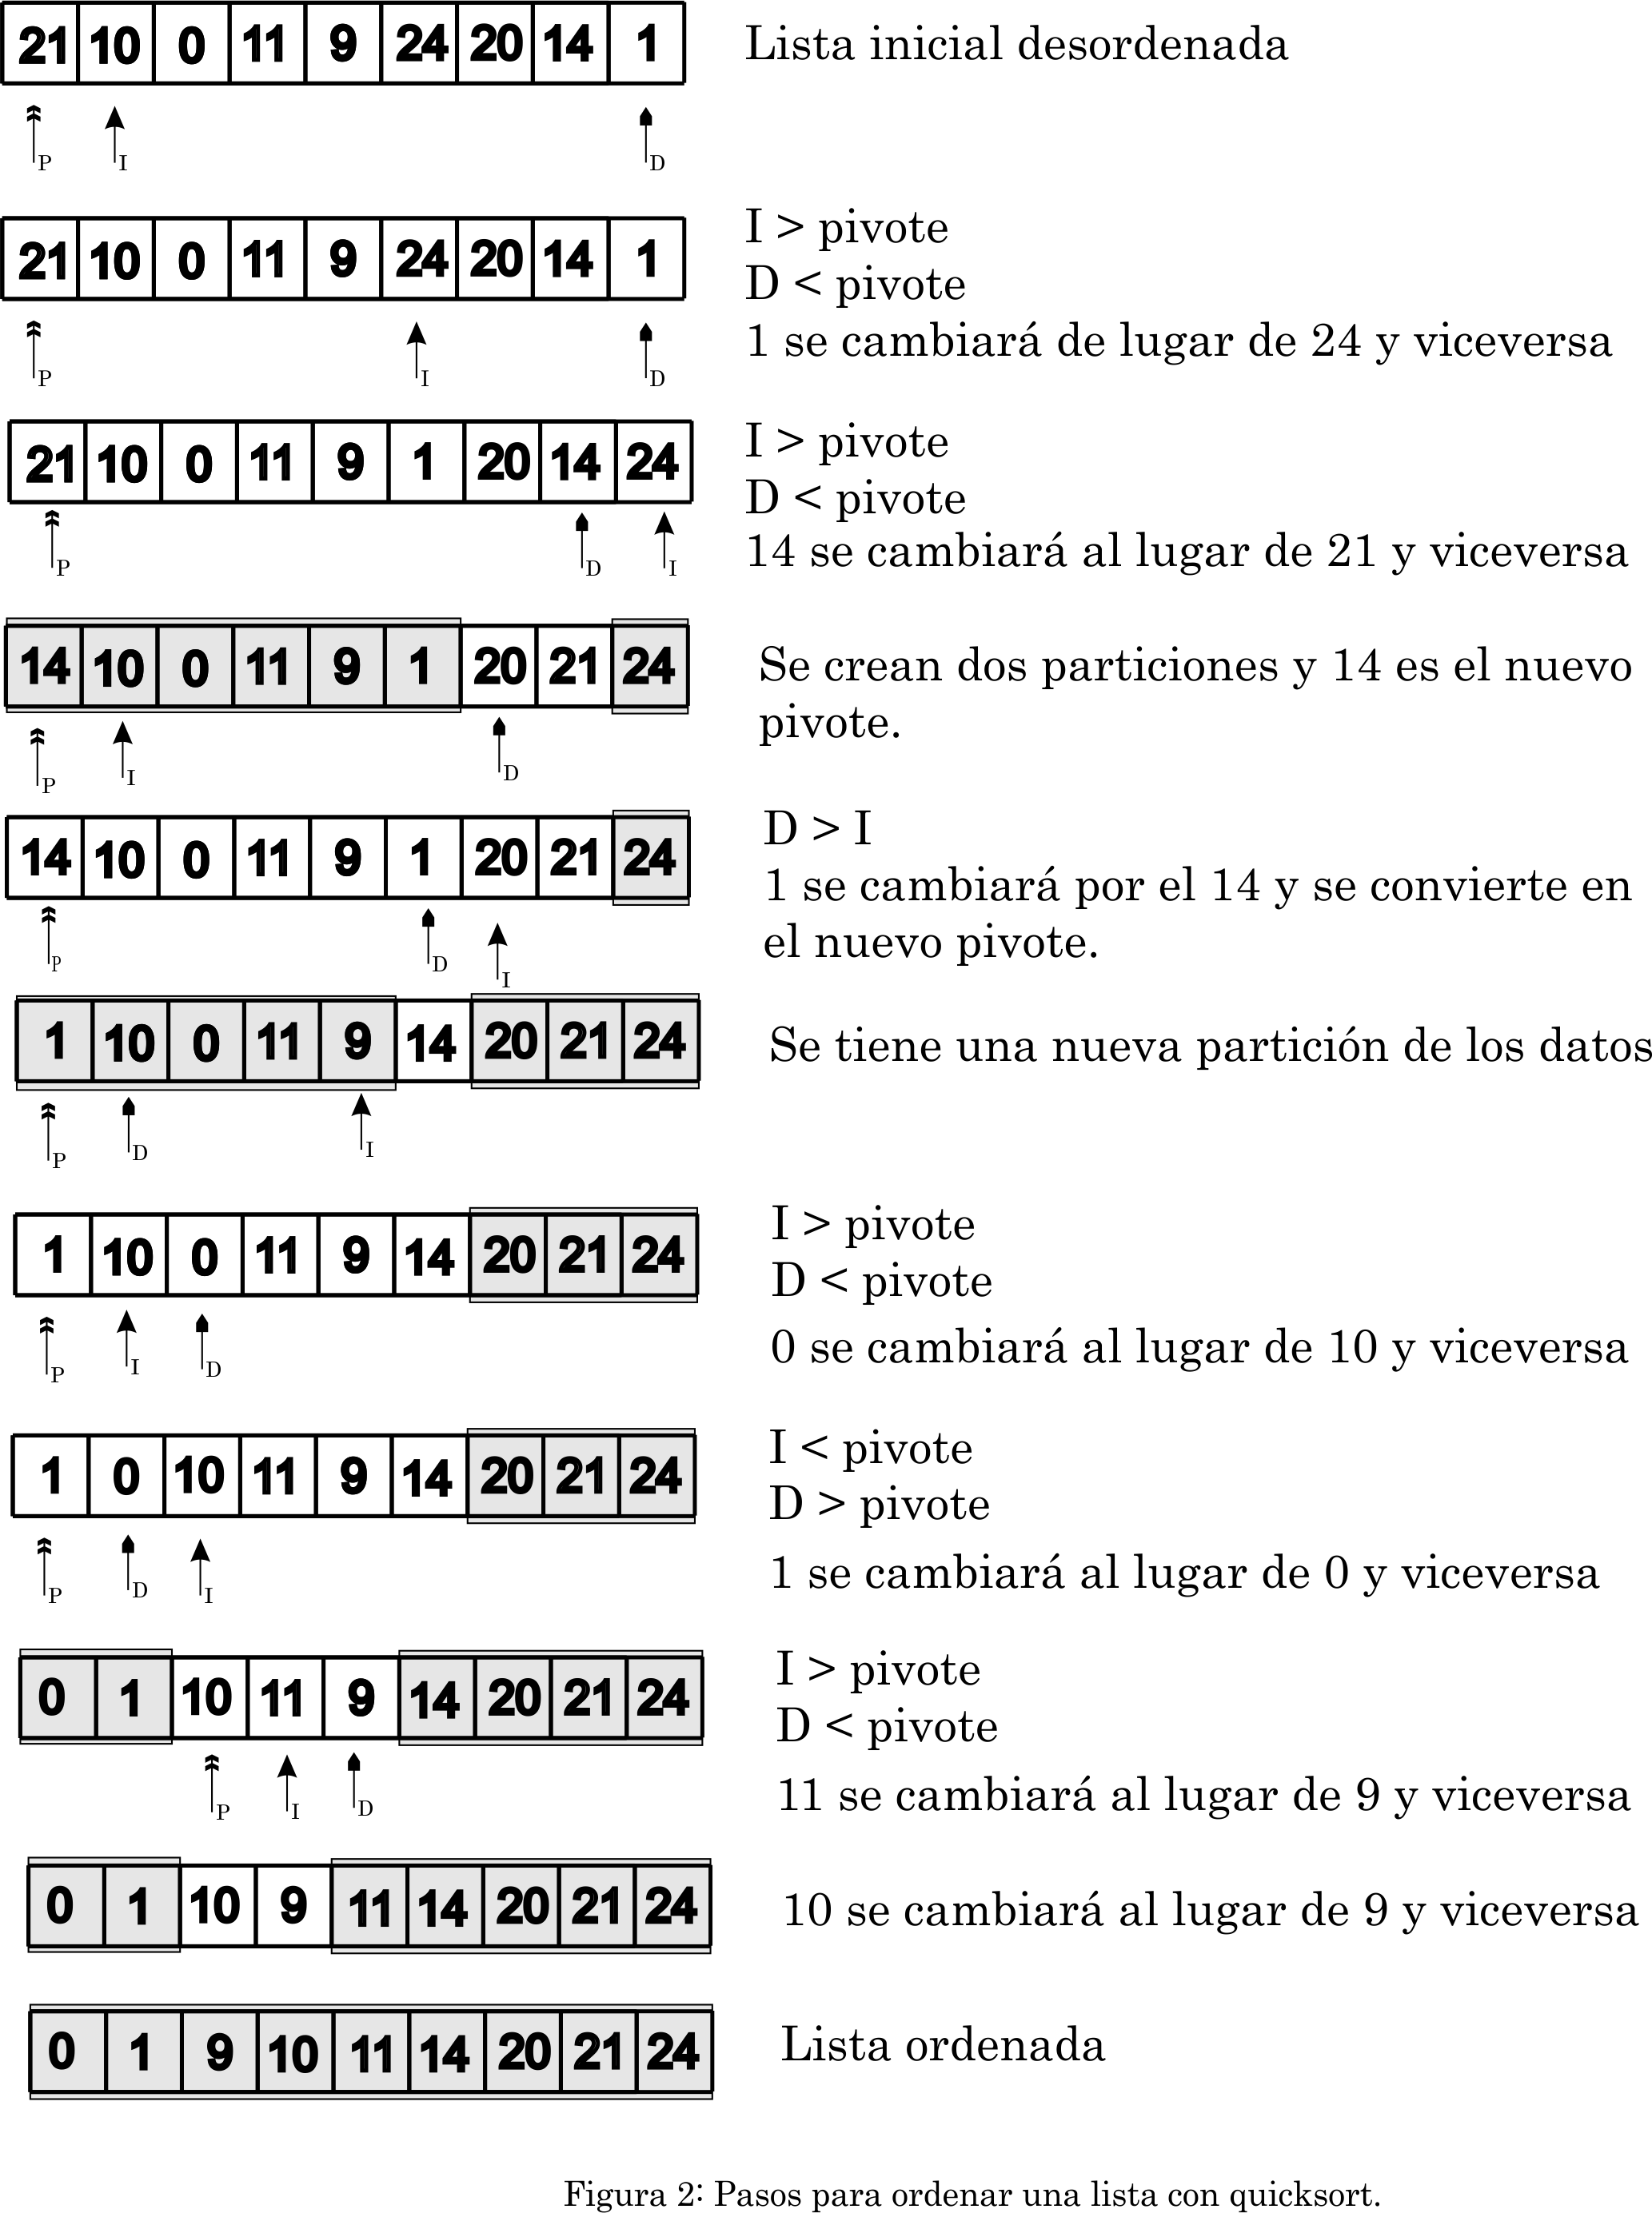 21 10 0 11 9 24 20 14 1
Lista inicial desordenada
P I D
21 10 0 11 9 24 20 14 1
I > pivote
D < pivote
1 se cambiará de lugar de 24 y viceversa
P I D
21 10 0 11 9 1 20 14 24
I > pivote
D < pivote
14 se cambiará al lugar de 21 y viceversa
P D I
14 10 0 11 9 1 20 21 24
Se crean dos particiones y 14 es el nuevo
pivote.
P I D
14 10 0 11 9 1 20 21 24
D > I
1 se cambiará por el 14 y se convierte en
el nuevo pivote.
P D I
1 10 0 11 9 14 20 21 24
Se tiene una nueva partición de los datos
P D I
1 10 0 11 9 14 20 21 24
I > pivote
D < pivote
0 se cambiará al lugar de 10 y viceversa
P I D
1 0 10 11 9 14 20 21 24
I < pivote
D > pivote
1 se cambiará al lugar de 0 y viceversa
P D I
0 1 10 11 9 14 20 21 24
I > pivote
D < pivote
11 se cambiará al lugar de 9 y viceversa
P I D
0 1 10 9 11 14 20 21 24
10 se cambiará al lugar de 9 y viceversa
0 1 9 10 11 14 20 21 24
Lista ordenada
Figura 2: Pasos para ordenar una lista con quicksort.